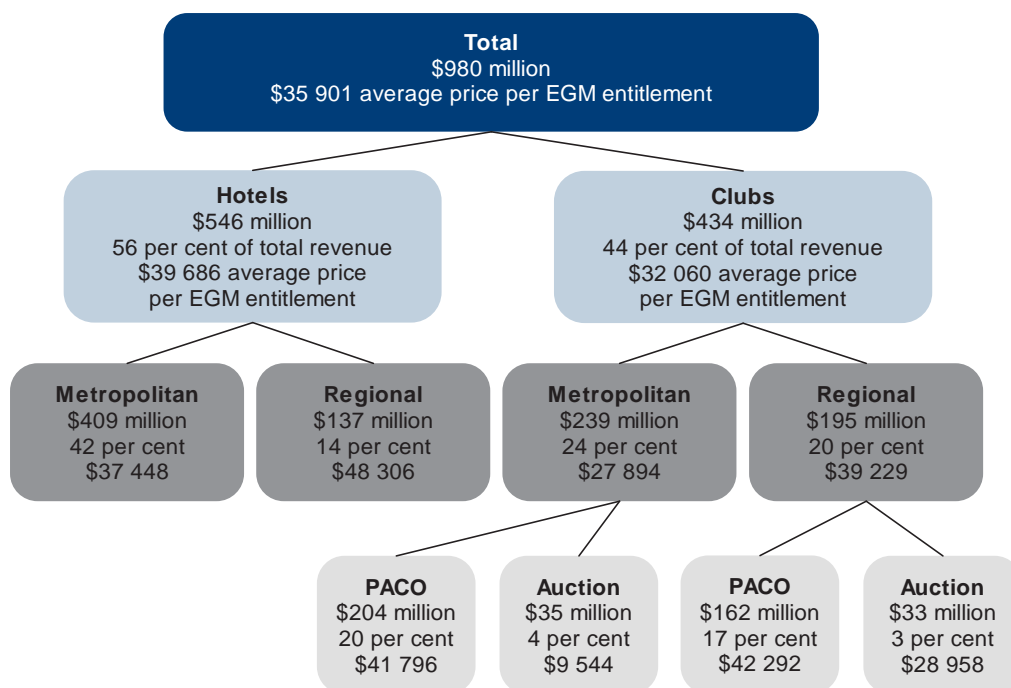 Total
$980 million
$35 901 average price per EGM entitlement
Hotels
$546 million
56 per cent of total revenue
$39 686 average price
per EGM entitlement
Clubs
$434 million
44 per cent of total revenue
$32 060 average price
per EGM entitlement
Metropolitan
$409 million
42 per cent
$37 448
Regional
$137 million
14 per cent
$48 306
Metropolitan
$239 million
24 per cent
$27 894
Regional
$195 million
20 per cent
$39 229
PACO
$204 million
20 per cent
$41 796
Auction
$35 million
4 per cent
$9 544
PACO
$162 million
17 per cent
$42 292
Auction
$33 million
3 per cent
$28 958